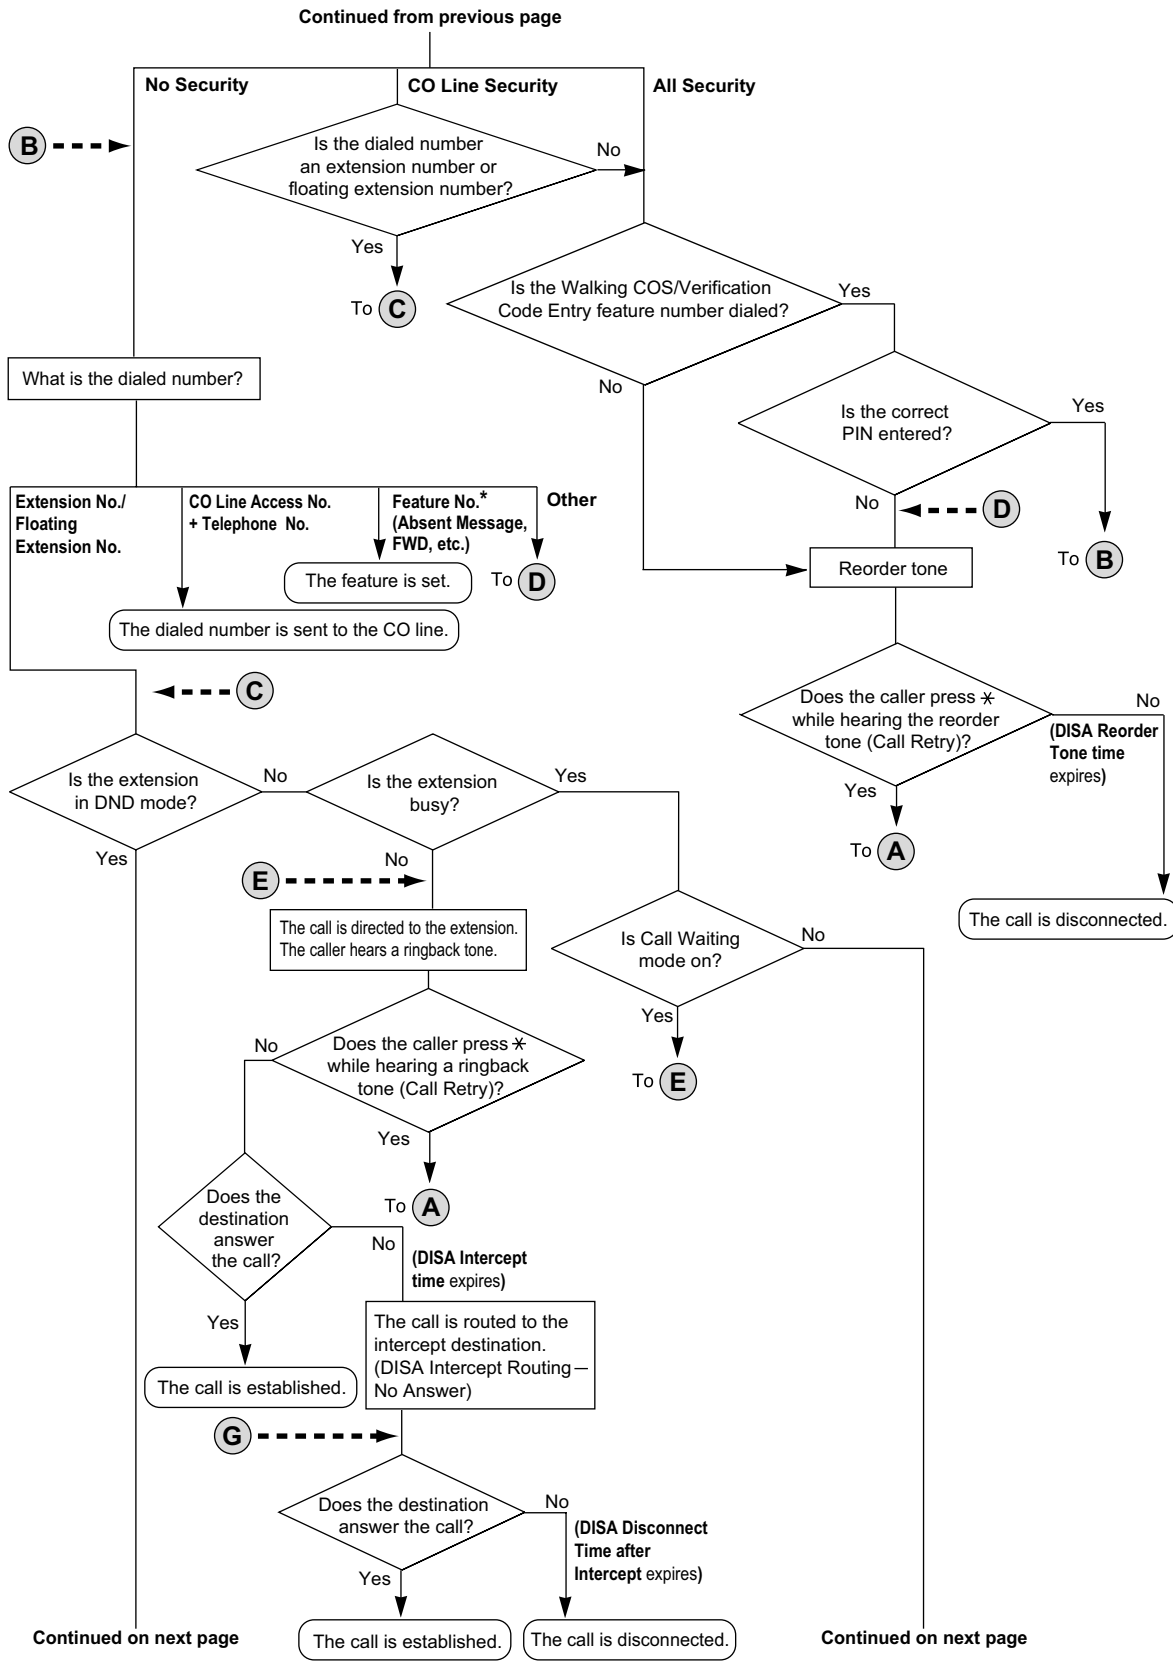 Continued from previous page
No Security
CO Line Security
All Security
B
Is the dialed number
an extension number or
floating extension number?
No
Yes
To C
Is the Walking COS/Verification
Code Entry feature number dialed?
Yes
No
What is the dialed number?
Is the correct
PIN entered?
Yes
No
D
To B
Extension No./
Floating
Extension No.
CO Line Access No.
+ Telephone No.
Feature No.*
(Absent Message,
FWD, etc.)
Other
The feature is set.
To D
Reorder tone
The dialed number is sent to the CO line.
C
Does the caller press *
while hearing the reorder
tone (Call Retry)?
No
(DISA Reorder
Tone time
expires)
Yes
To A
The call is disconnected.
Is the extension
in DND mode?
No
Yes
Is the extension
busy?
Yes
No
E
The call is directed to the extension.
The caller hears a ringback tone.
Is Call Waiting
mode on?
No
Yes
To E
Does the caller press *
while hearing a ringback
tone (Call Retry)?
No
Yes
To A
Does the
destination
answer
the call?
No
(DISA Intercept
time expires)
Yes
The call is established.
The call is routed to the
intercept destination.
(DISA Intercept Routing—
No Answer)
G
Does the destination
answer the call?
No
(DISA Disconnect
Time after
Intercept expires)
Yes
The call is established.
The call is disconnected.
Continued on next page
Continued on next page